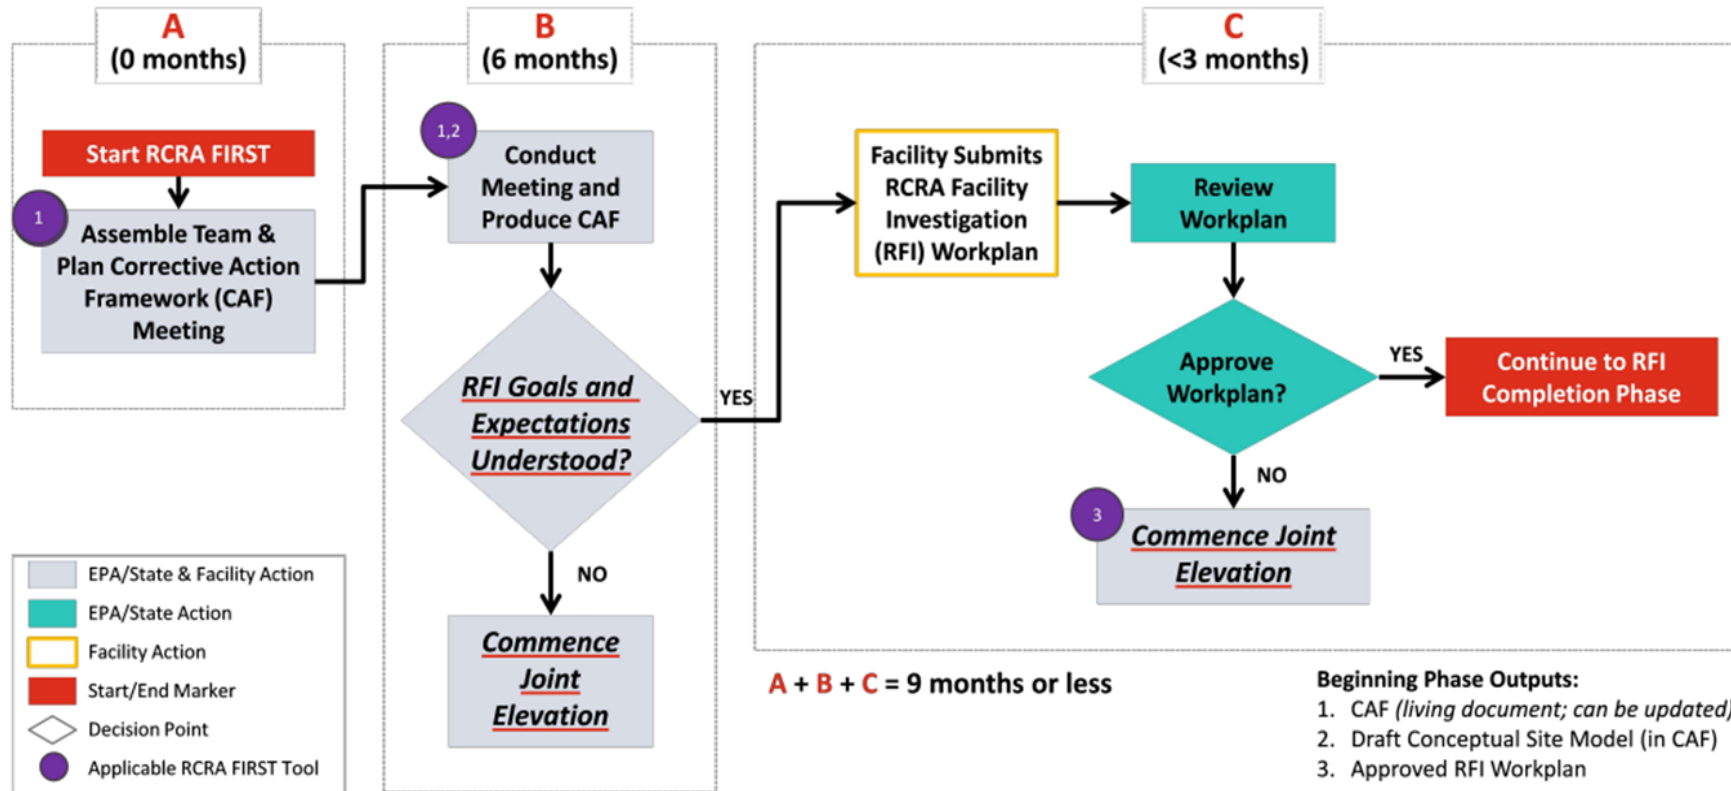 A
(0 months)
Start RCRA FIRST
1
Assemble Team &
Plan Corrective Action
Framework (CAF)
Meeting
B
(6 months)
1,2
Conduct
Meeting and
Produce CAF
RFI Goals and
Expectations
Understood?
YES
NO
Commence
Joint
Elevation
C
(<3 months)
Facility Submits
RCRA Facility
Investigation
(RFI) Workplan
Review
Workplan
Approve
Workplan?
YES
Continue to RFI
Completion Phase
NO
3
Commence Joint
Elevation
EPA/State & Facility Action
EPA/State Action
Facility Action
Start/End Marker
Decision Point
Applicable RCRA FIRST Tool
A + B + C = 9 months or less
Beginning Phase Outputs:
1. CAF (living document; can be updated)
2. Draft Conceptual Site Model (in CAF)
3. Approved RFI Workplan